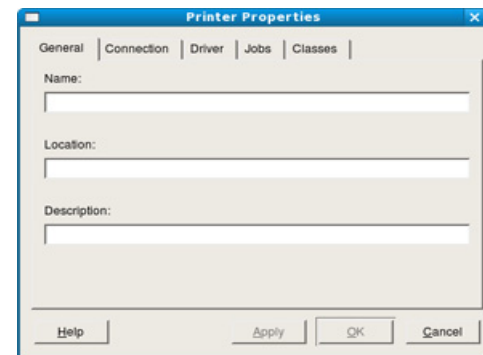 Printer Properties
General Connection Driver Jobs Classes
Name:
Location:
Description:
Help Apply OK Cancel